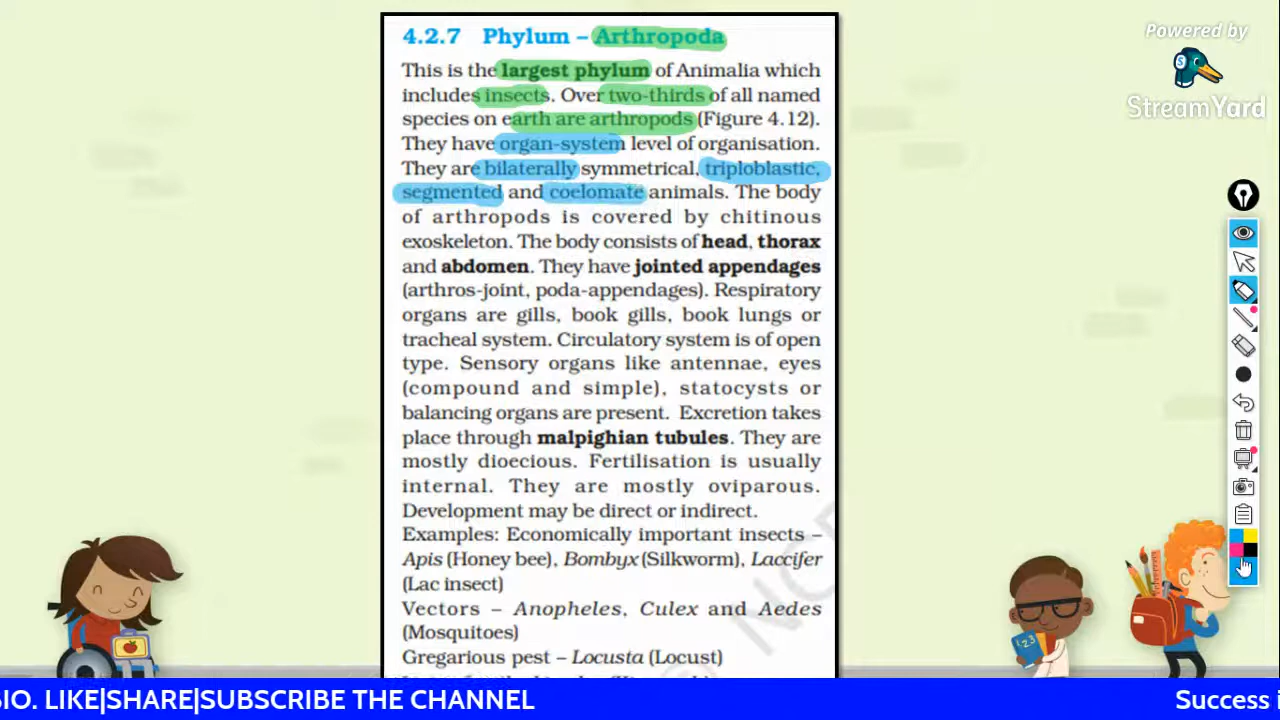 4.2.7 Phylum – Arthropoda
This is the largest phylum of Animalia which
includes insects. Over two-thirds of all named
species on earth are arthropods (Figure 4.12).
They have organ-system level of organisation.
They are bilaterally symmetrical, triploblastic,
segmented and coelomate animals. The body
of arthropods is covered by chitinous
exoskeleton. The body consists of head, thorax
and abdomen. They have jointed appendages
(arthros-joint, poda-appendages). Respiratory
organs are gills, book gills, book lungs or
tracheal system. Circulatory system is of open
type. Sensory organs like antennae, eyes
(compound and simple), statocysts or
balancing organs are present. Excretion takes
place through malpighian tubules. They are
mostly dioecious. Fertilisation is usually
internal. They are mostly oviparous.
Development may be direct or indirect.
Examples: Economically important insects –
Apis (Honey bee), Bombyx (Silkworm), Laccifer
(Lac insect)
Vectors – Anopheles, Culex and Aedes
(Mosquitoes)
Gregarious pest – Locusta (Locust)
Powered by
StreamYard
123
IO. LIKE|SHARE|SUBSCRIBE THE CHANNEL
Success i